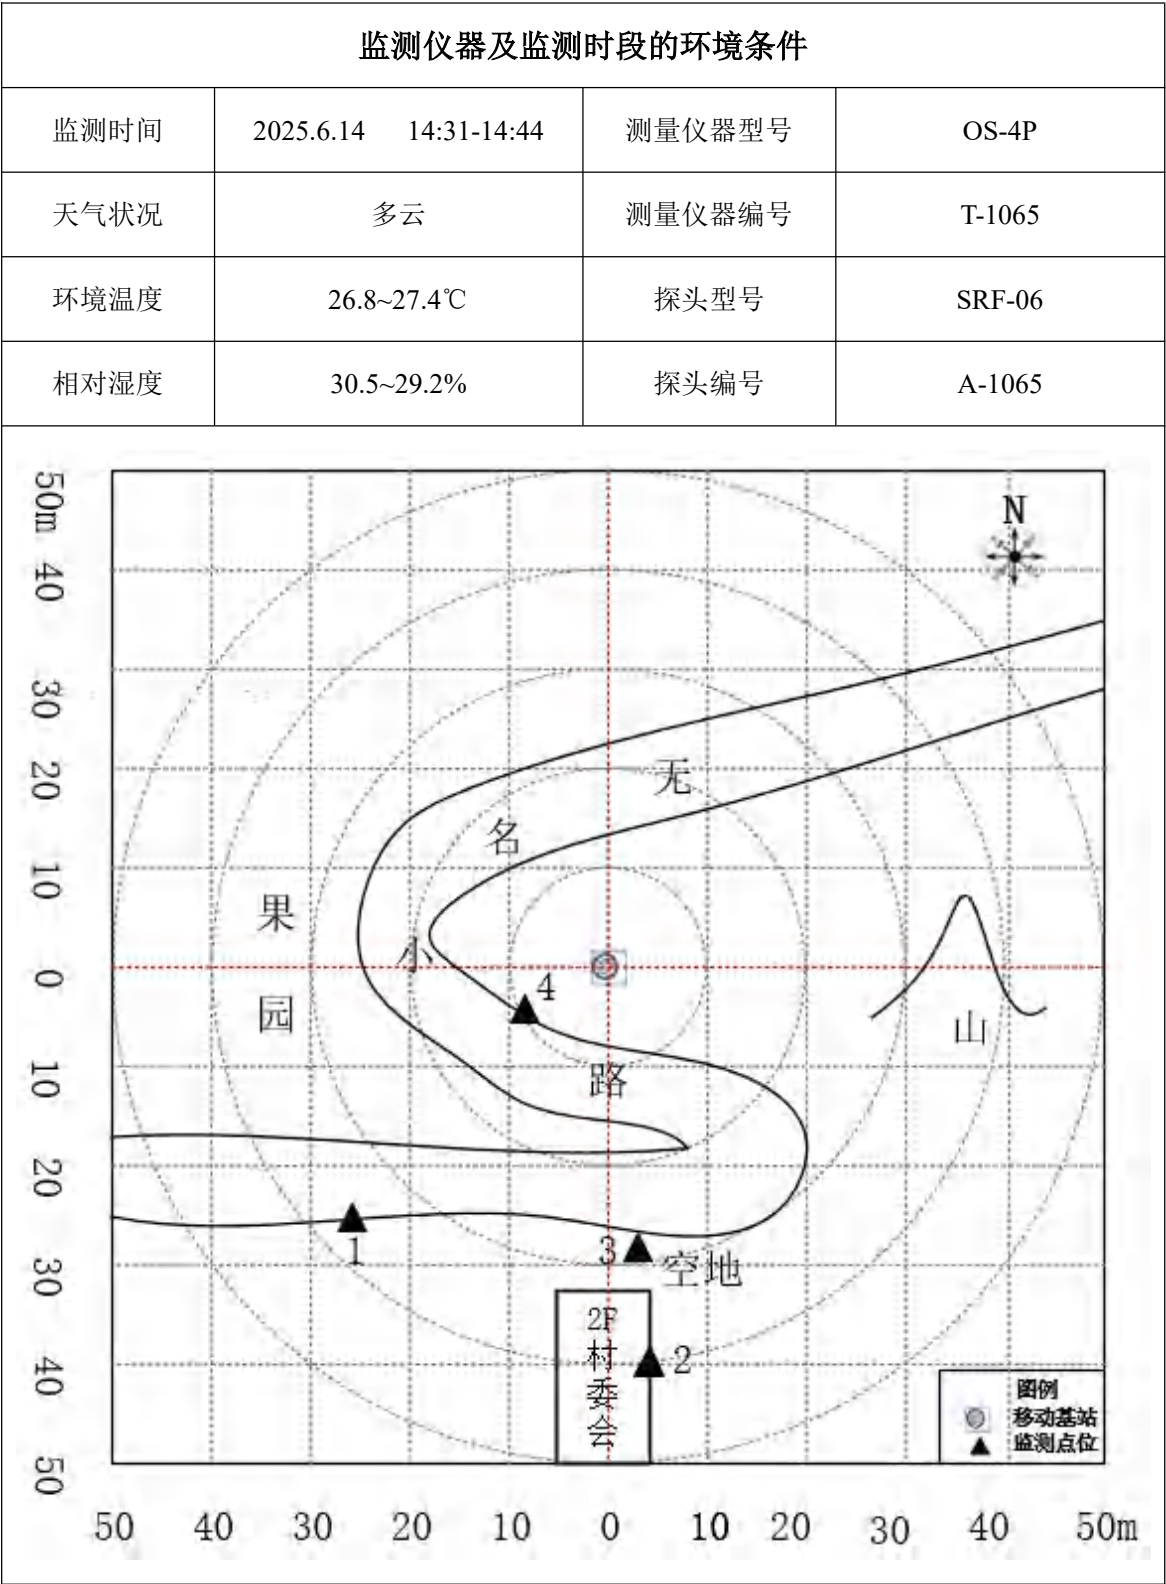 监测仪器及监测时段的环境条件
监测时间 2025.6.14 14:31-14:44 测量仪器型号 OS-4P
天气状况 多云 测量仪器编号 T-1065
环境温度 26.8~27.4℃ 探头型号 SRF-06
相对湿度 30.5~29.2% 探头编号 A-1065
50m
40
30
20
10
0
10
20
30
40
50
N
无
名
小
路
果
园
山
4
1
3
空地
2F
村
委
会
2
图例
移动基站
监测点位
50 40 30 20 10 0 10 20 30 40 50m